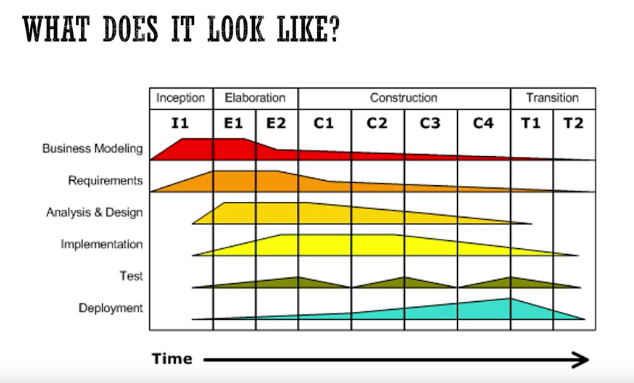 WHAT DOES IT LOOK LIKE?
Inception Elaboration Construction Transition
I1 E1 E2 C1 C2 C3 C4 T1 T2
Business Modeling
Requirements
Analysis & Design
Implementation
Test
Deployment
Time